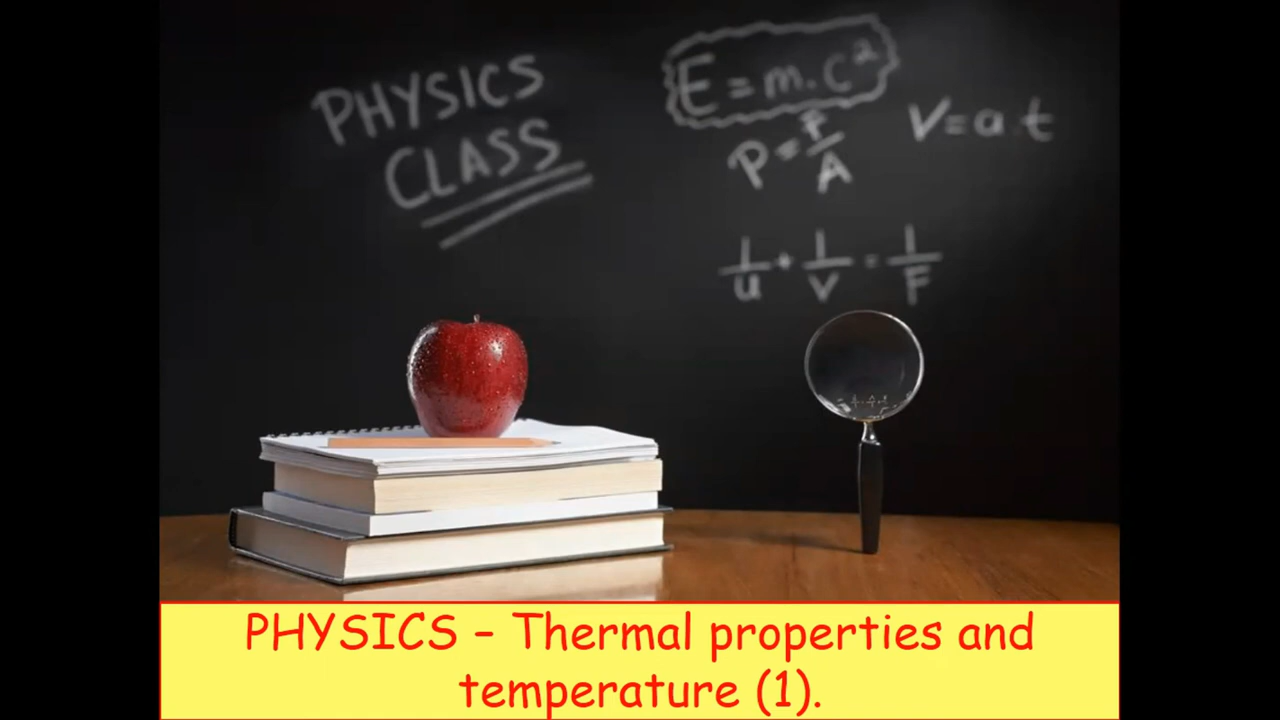 PHYSICS
CLASS
E = m.c²
P = F/A
V = a.t
1/u + 1/v = 1/F
PHYSICS – Thermal properties and
temperature (1).